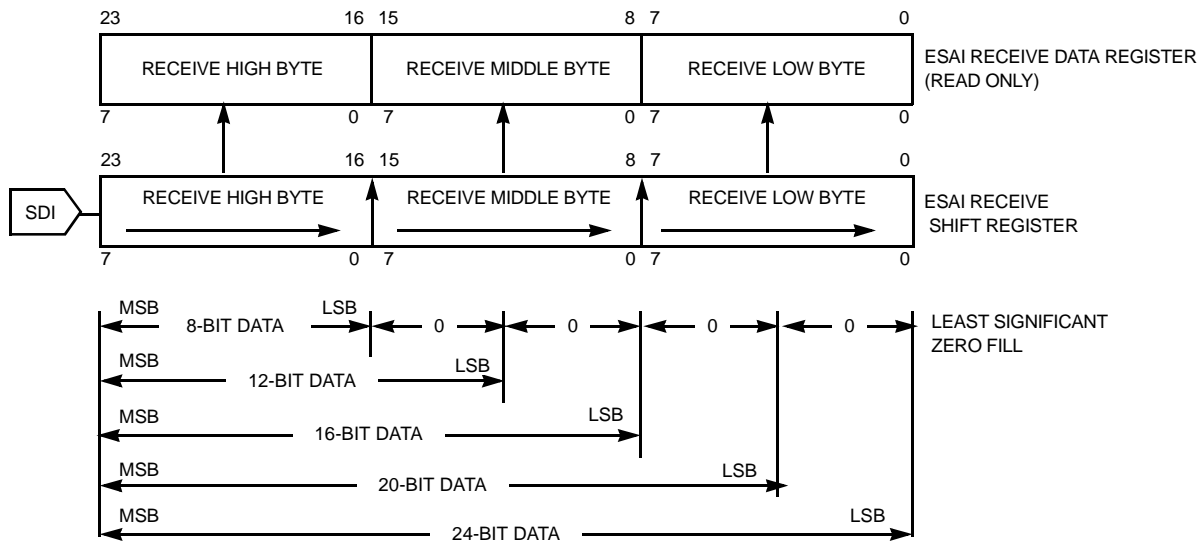 23 16 15 8 7 0
RECEIVE HIGH BYTE RECEIVE MIDDLE BYTE RECEIVE LOW BYTE
ESAI RECEIVE DATA REGISTER
(READ ONLY)
7 0 7 0 7 0
23 16 15 8 7 0
SDI
RECEIVE HIGH BYTE RECEIVE MIDDLE BYTE RECEIVE LOW BYTE
ESAI RECEIVE
SHIFT REGISTER
7 0 7 0 7 0
MSB LSB
8-BIT DATA 0 0 0 0
LEAST SIGNIFICANT
ZERO FILL
MSB LSB
12-BIT DATA
MSB LSB
16-BIT DATA
MSB LSB
20-BIT DATA
MSB LSB
24-BIT DATA